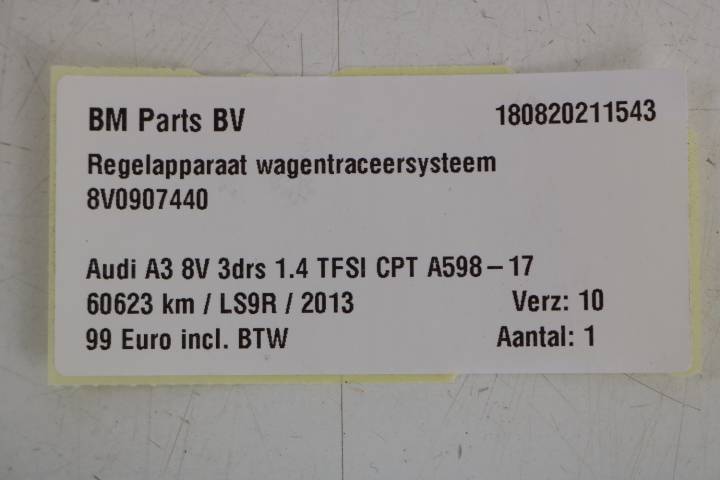 BM Parts BV 180820211543
Regelapparaat wagentraceersysteem
8V0907440
Audi A3 8V 3drs 1.4 TFSI CPT A598-17
60623 km / LS9R / 2013 Verz: 10
99 Euro incl. BTW Aantal: 1